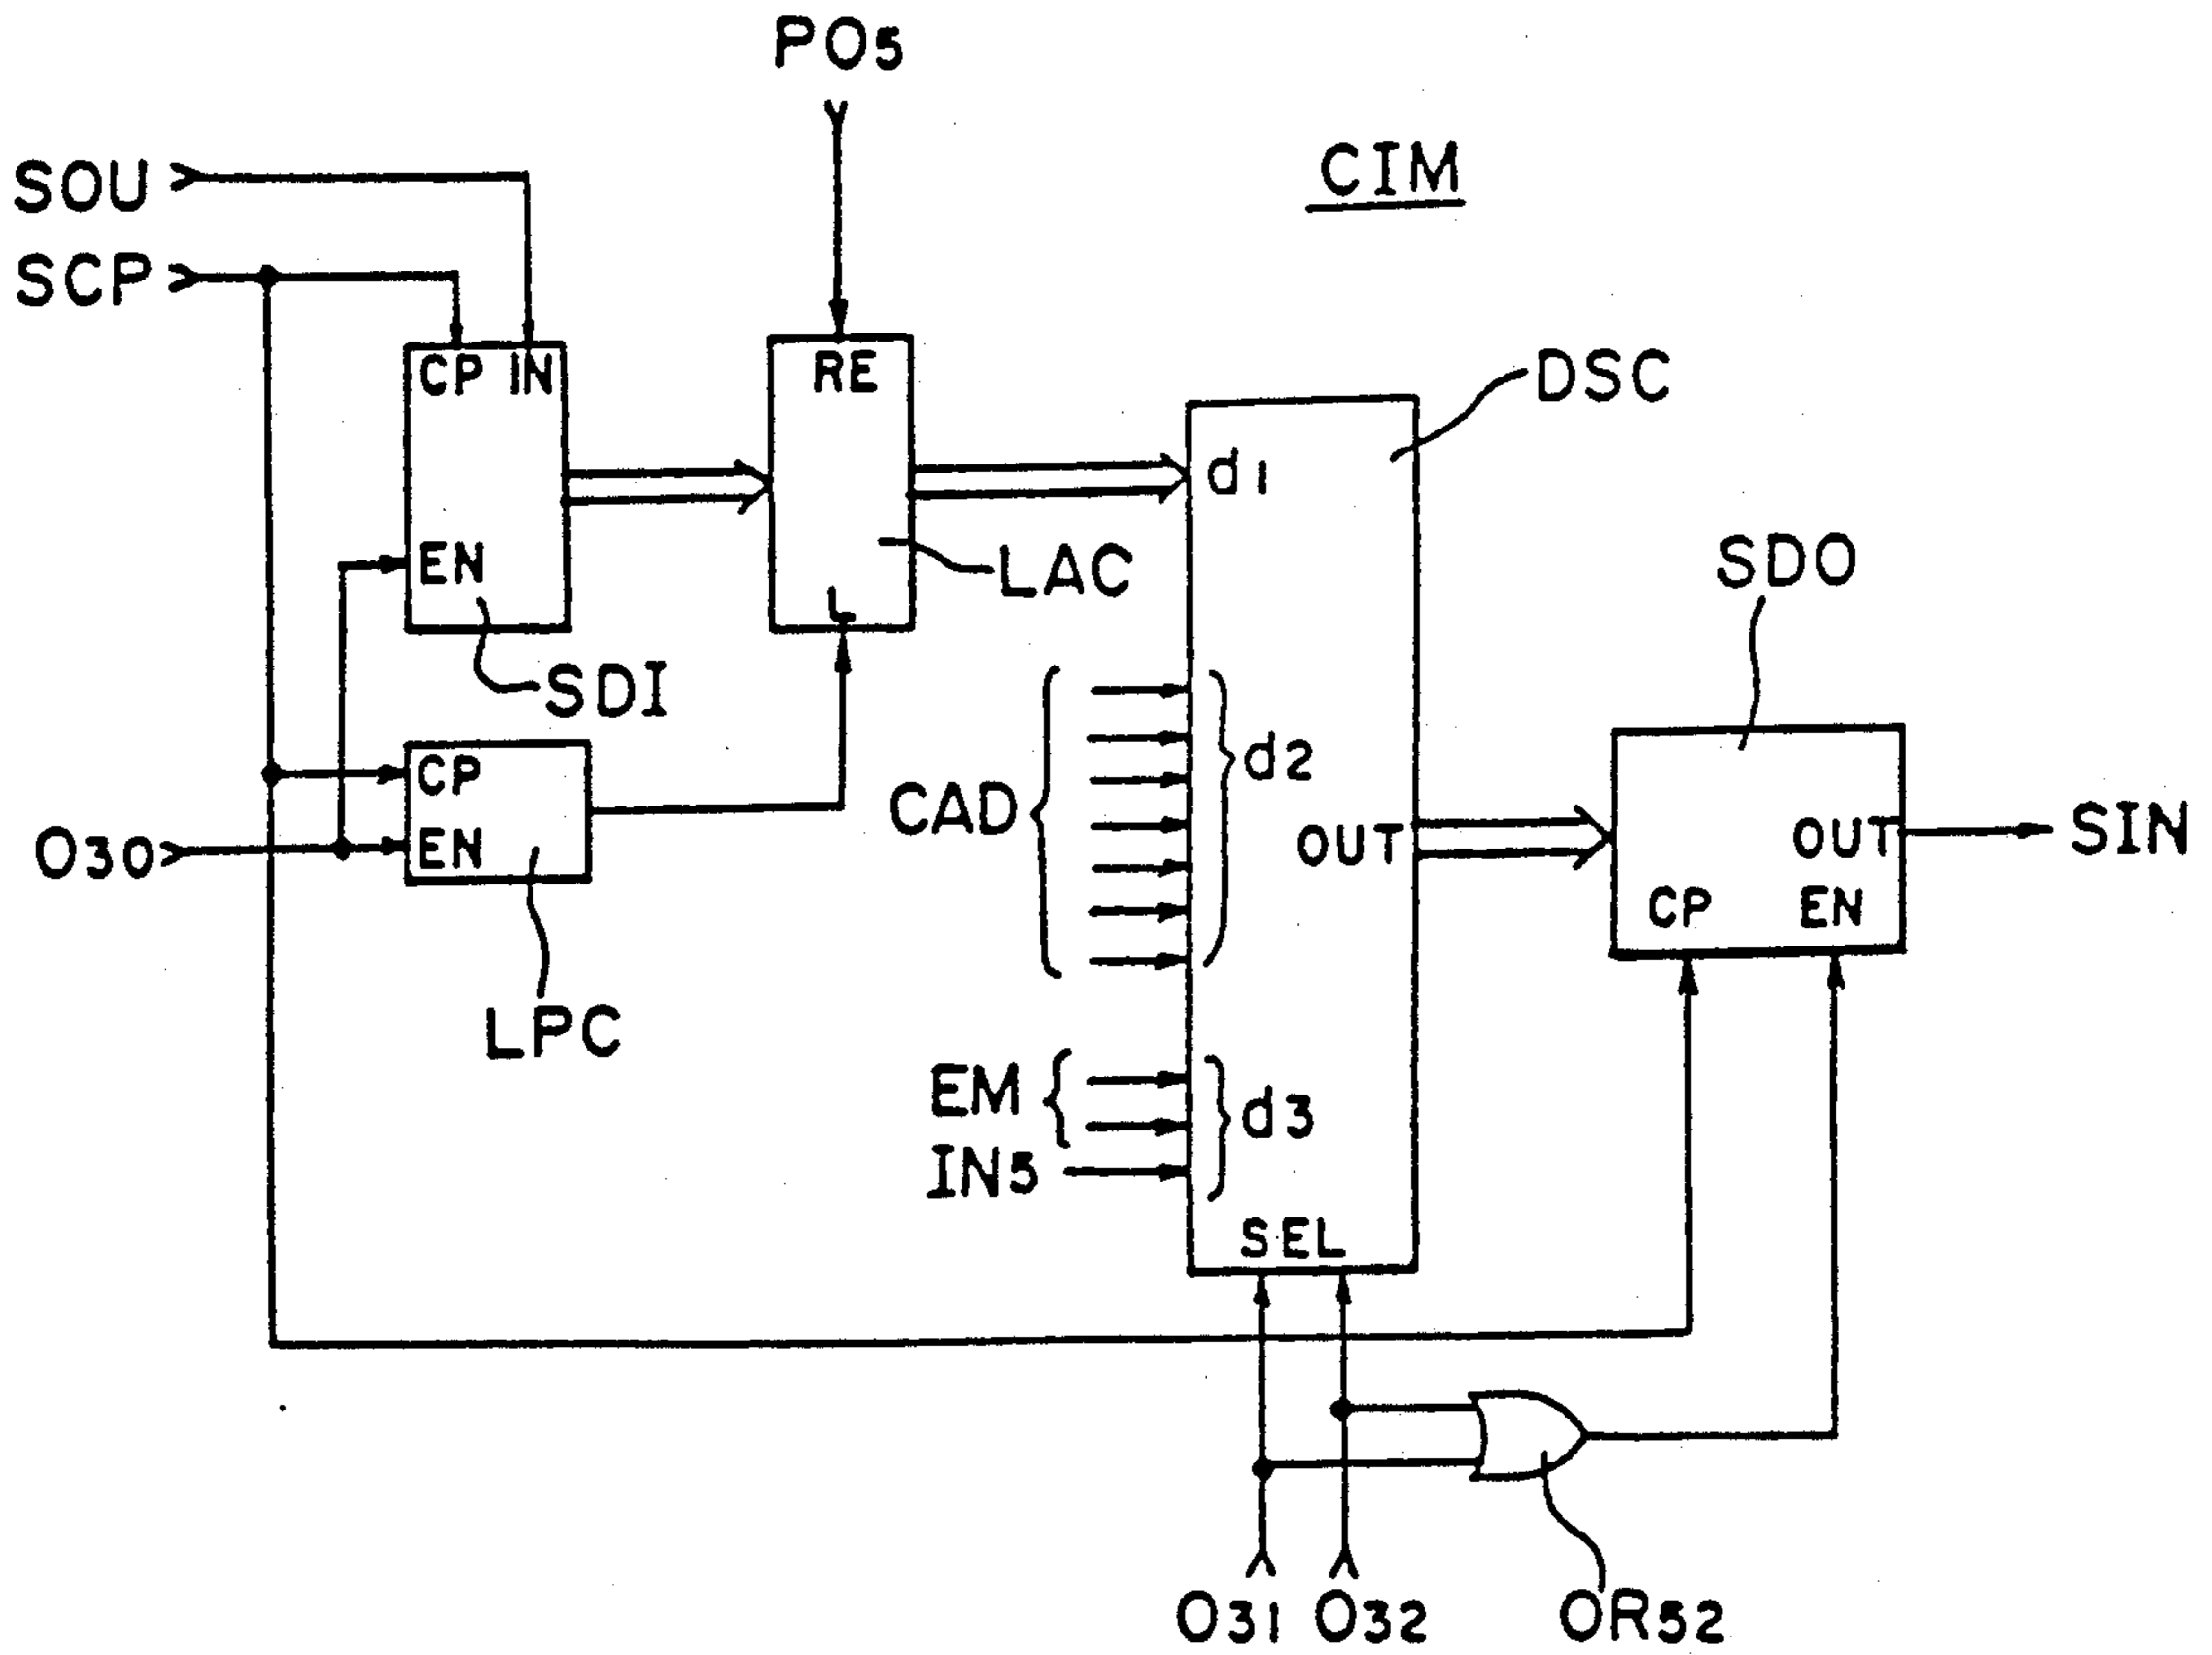 PO5
CIM
SOU
SCP
CP IN
RE
DSC
d1
EN
LAC
SDO
L
SDI
CP
d2
CAD
OUT
OUT
SIN
O30
EN
CP
EN
LPC
EM
d3
IN5
SEL
O31
O32
OR52